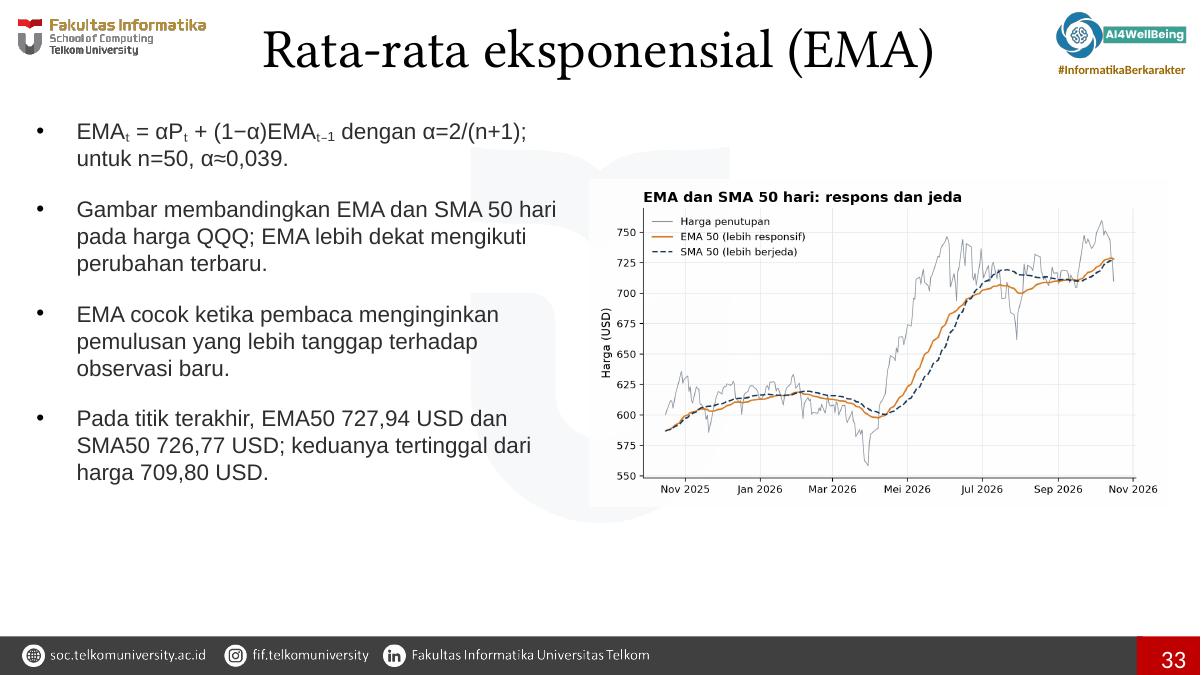 Fakultas Informatika
School of Computing
Telkom University
Rata-rata eksponensial (EMA)
AI4WellBeing
#InformatikaBerkarakter
• EMAₜ = αPₜ + (1−α)EMAₜ₋₁ dengan α=2/(n+1);
untuk n=50, α≈0,039.
• Gambar membandingkan EMA dan SMA 50 hari
pada harga QQQ; EMA lebih dekat mengikuti
perubahan terbaru.
• EMA cocok ketika pembaca menginginkan
pemulusan yang lebih tanggap terhadap
observasi baru.
• Pada titik terakhir, EMA50 727,94 USD dan
SMA50 726,77 USD; keduanya tertinggal dari
harga 709,80 USD.
EMA dan SMA 50 hari: respons dan jeda
Harga penutupan
EMA 50 (lebih responsif)
SMA 50 (lebih berjeda)
Harga (USD)
750
725
700
675
650
625
600
575
550
Nov 2025 Jan 2026 Mar 2026 Mei 2026 Jul 2026 Sep 2026 Nov 2026
soc.telkomuniversity.ac.id fif.telkomuniversity Fakultas Informatika Universitas Telkom
33